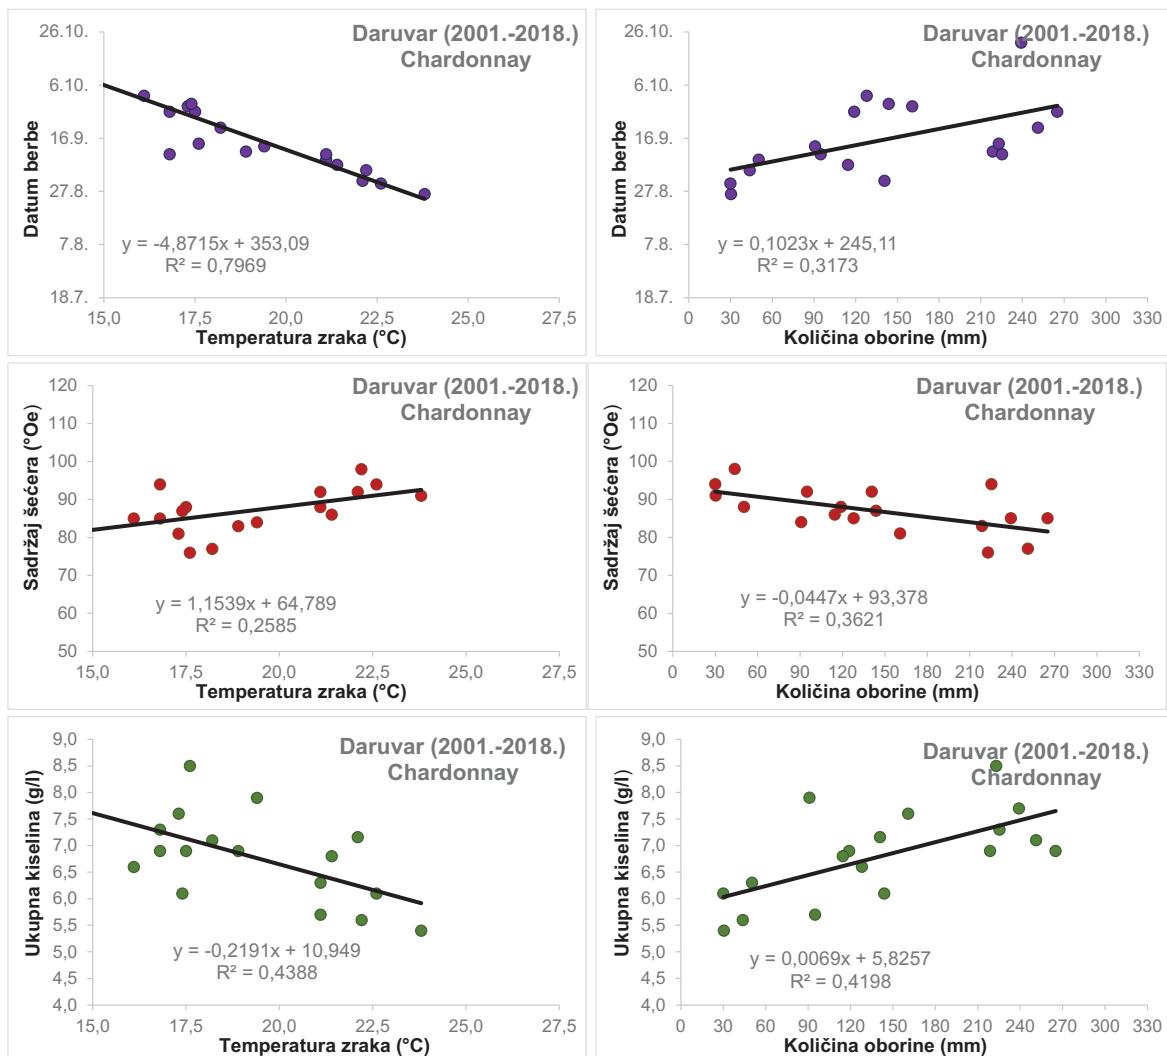 Daruvar (2001.-2018.)
Chardonnay
Datum berbe
26.10.
6.10.
16.9.
27.8.
7.8.
18.7.
y = -4,8715x + 353,09
R² = 0,7969
15,0 17,5 20,0 22,5 25,0 27,5
Temperatura zraka (°C)
Daruvar (2001.-2018.)
Chardonnay
Datum berbe
26.10.
6.10.
16.9.
27.8.
7.8.
18.7.
y = 0,1023x + 245,11
R² = 0,3173
0 30 60 90 120 150 180 210 240 270 300 330
Količina oborine (mm)
Daruvar (2001.-2018.)
Chardonnay
Sadržaj šećera (°Oe)
120
110
100
90
80
70
60
50
y = 1,1539x + 64,789
R² = 0,2585
15,0 17,5 20,0 22,5 25,0 27,5
Temperatura zraka (°C)
Daruvar (2001.-2018.)
Chardonnay
Sadržaj šećera (°Oe)
120
110
100
90
80
70
60
50
y = -0,0447x + 93,378
R² = 0,3621
0 30 60 90 120 150 180 210 240 270 300 330
Količina oborine (mm)
Daruvar (2001.-2018.)
Chardonnay
Ukupna kiselina (g/l)
9,0
8,5
8,0
7,5
7,0
6,5
6,0
5,5
5,0
4,5
4,0
y = -0,2191x + 10,949
R² = 0,4388
15,0 17,5 20,0 22,5 25,0 27,5
Temperatura zraka (°C)
Daruvar (2001.-2018.)
Chardonnay
Ukupna kiselina (g/l)
9,0
8,5
8,0
7,5
7,0
6,5
6,0
5,5
5,0
4,5
4,0
y = 0,0069x + 5,8257
R² = 0,4198
0 30 60 90 120 150 180 210 240 270 300 330
Količina oborine (mm)